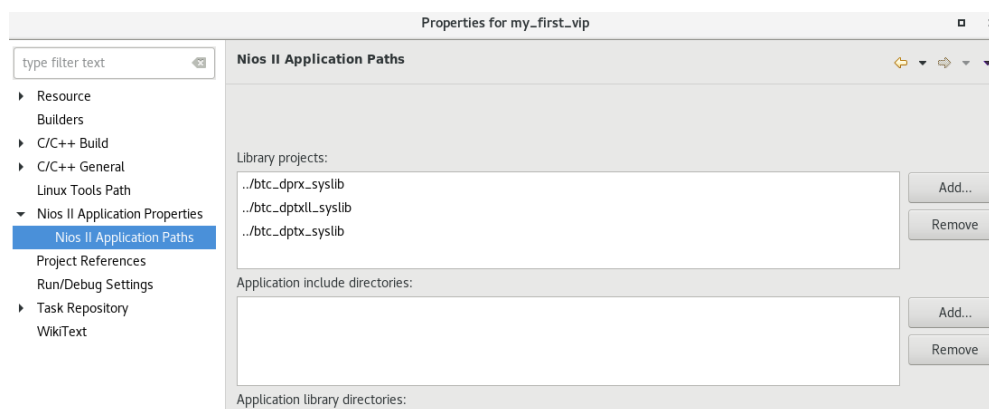 Properties for my_first_vip
type filter text
Resource
Builders
C/C++ Build
C/C++ General
Linux Tools Path
Nios II Application Properties
Nios II Application Paths
Project References
Run/Debug Settings
Task Repository
WikiText
Nios II Application Paths
Library projects:
../btc_dprx_syslib
../btc_dptxll_syslib
../btc_dptx_syslib
Add...
Remove
Application include directories:
Add...
Remove
Application library directories: